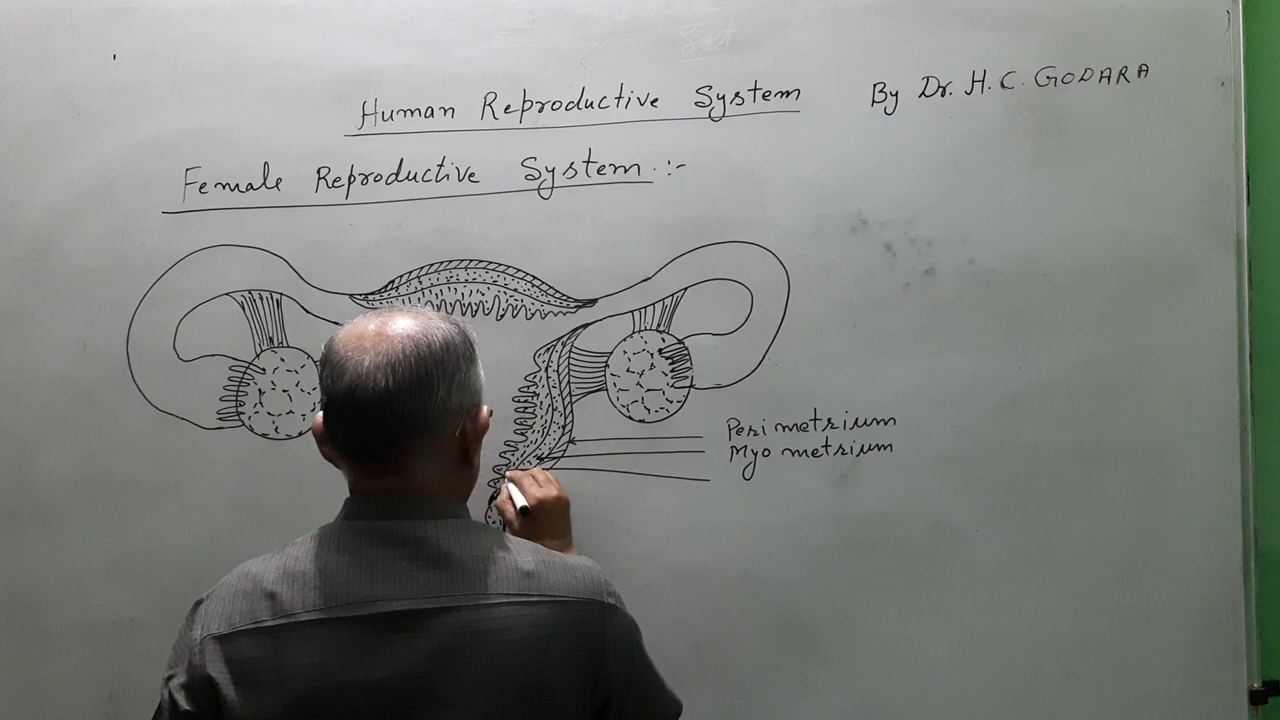 Human Reproductive System By Dr. H. C. GODARA
Female Reproductive System :-
Perimetrium
Myo metrium